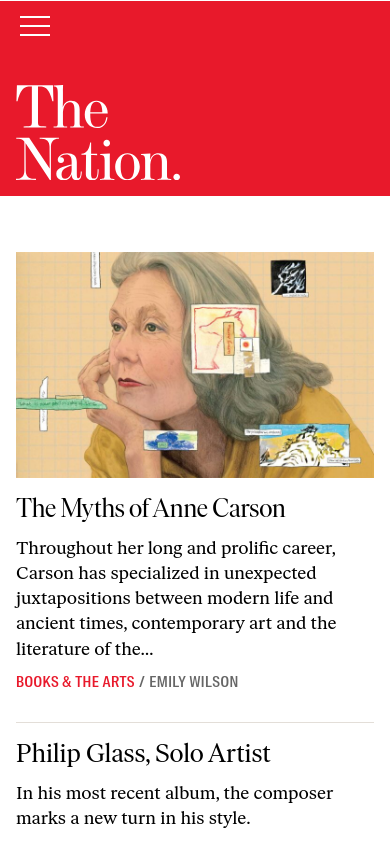 The
Nation.
The Myths of Anne Carson
Throughout her long and prolific career,
Carson has specialized in unexpected
juxtapositions between modern life and
ancient times, contemporary art and the
literature of the...
BOOKS & THE ARTS / EMILY WILSON
Philip Glass, Solo Artist
In his most recent album, the composer
marks a new turn in his style.